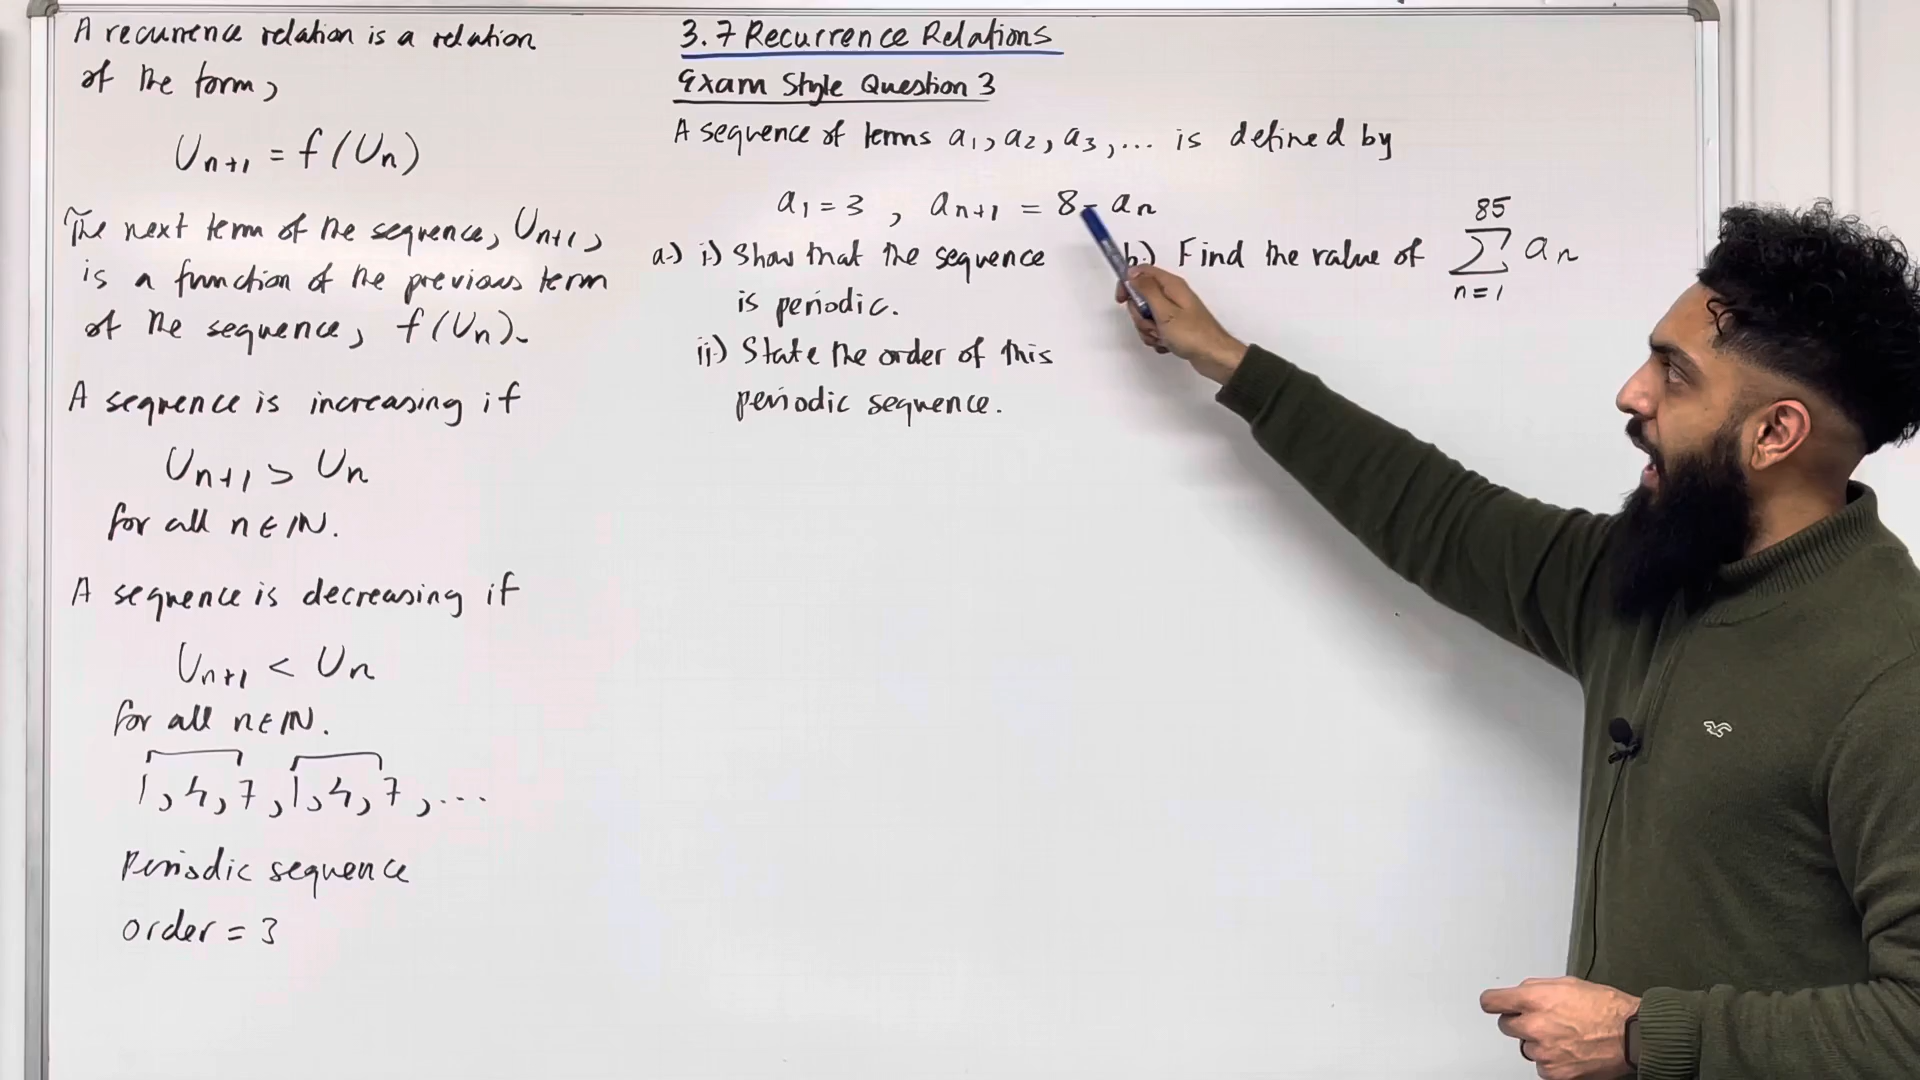 A recurrence relation is a relation
of the form,
Un+1 = f(Un)
The next term of the sequence, Un+1,
is a function of the previous term
of the sequence, f(Un).
A sequence is increasing if
Un+1 > Un
for all n ∈ ℕ.
A sequence is decreasing if
Un+1 < Un
for all n ∈ ℕ.
1, 4, 7, 1, 4, 7, ...
Periodic sequence
order = 3
3.7 Recurrence Relations
Exam Style Question 3
A sequence of terms a1, a2, a3, ... is defined by
a1 = 3 , an+1 = 8 - an
a.) i.) Show that the sequence
is periodic.
ii.) State the order of this
periodic sequence.
85
b.) Find the value of ∑ an
n=1